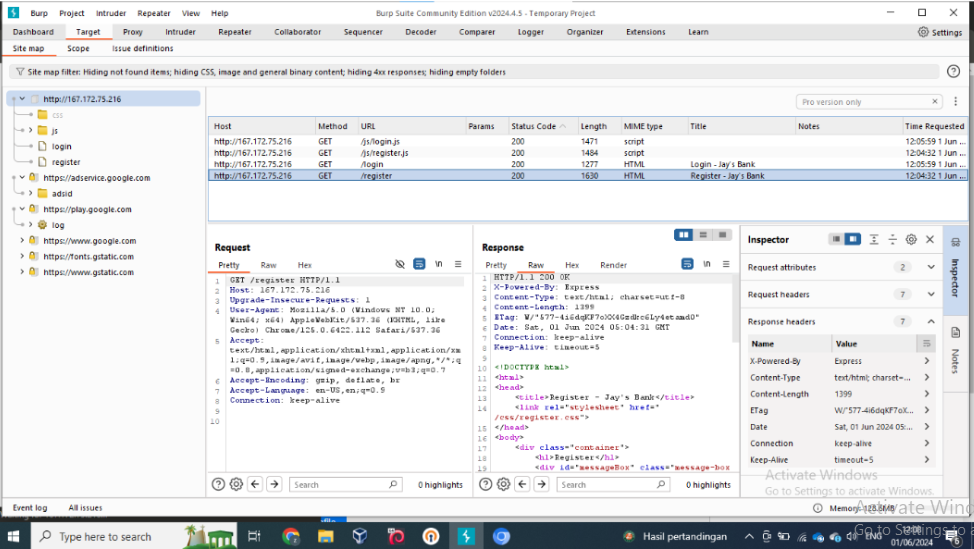 Burp Project Intruder Repeater View Help Burp Suite Community Edition v2024.4.5 - Temporary Project
Dashboard Target Proxy Intruder Repeater Collaborator Sequencer Decoder Comparer Logger Organizer Extensions Learn Settings
Site map Scope Issue definitions
Site map filter: Hiding not found items; hiding CSS, image and general binary content; hiding 4xx responses; hiding empty folders
http://167.172.75.216
css
js
login
register
https://adservice.google.com
adsid
https://play.google.com
log
https://www.google.com
https://fonts.gstatic.com
https://www.gstatic.com
Pro version only
Host Method URL Params Status Code Length MIME type Title Notes Time Requested
http://167.172.75.216 GET /js/login.js 200 1471 script 12:05:59 1 Jun ...
http://167.172.75.216 GET /js/register.js 200 1484 script 12:04:32 1 Jun ...
http://167.172.75.216 GET /login 200 1277 HTML Login - Jay's Bank 12:05:59 1 Jun ...
http://167.172.75.216 GET /register 200 1630 HTML Register - Jay's Bank 12:04:32 1 Jun ...
Request
Pretty Raw Hex \n
1 GET /register HTTP/1.1
2 Host: 167.172.75.216
3 Upgrade-Insecure-Requests: 1
4 User-Agent: Mozilla/5.0 (Windows NT 10.0;
Win64; x64) AppleWebKit/537.36 (KHTML, like
Gecko) Chrome/125.0.6422.112 Safari/537.36
5 Accept:
text/html,application/xhtml+xml,application/xm
l;q=0.9,image/avif,image/webp,image/apng,*/*;q
=0.8,application/signed-exchange;v=b3;q=0.7
6 Accept-Encoding: gzip, deflate, br
7 Accept-Language: en-US,en;q=0.9
8 Connection: keep-alive
9
10
Search 0 highlights
Response
Pretty Raw Hex Render \n
1 HTTP/1.1 200 OK
2 X-Powered-By: Express
3 Content-Type: text/html; charset=utf-8
4 Content-Length: 1399
5 ETag: W/"577-4i6dqKF7oXX4GzdRc6Ly4etamdO"
6 Date: Sat, 01 Jun 2024 05:04:31 GMT
7 Connection: keep-alive
8 Keep-Alive: timeout=5
9
10 <!DOCTYPE html>
11 <html>
12 <head>
13 <title>Register - Jay's Bank</title>
14 <link rel="stylesheet" href="
/css/register.css">
15 </head>
16 <body>
17 <div class="container">
18 <h1>Register</h1>
19 <div id="messageBox" class="message-box
Search 0 highlights
Inspector
Request attributes 2
Request headers 7
Response headers 7
Name Value
X-Powered-By Express
Content-Type text/html; charset=...
Content-Length 1399
ETag W/"577-4i6dqKF7oX...
Date Sat, 01 Jun 2024 05:...
Connection keep-alive
Keep-Alive timeout=5
Inspector
Notes
Activate Windows
Go to Settings to activate Windows.
Event log All issues Memory: 128.6MB
Activate Wind
Go to Settings to a
Type here to search Hasil pertandingan ENG 12:08
01/06/2024 6